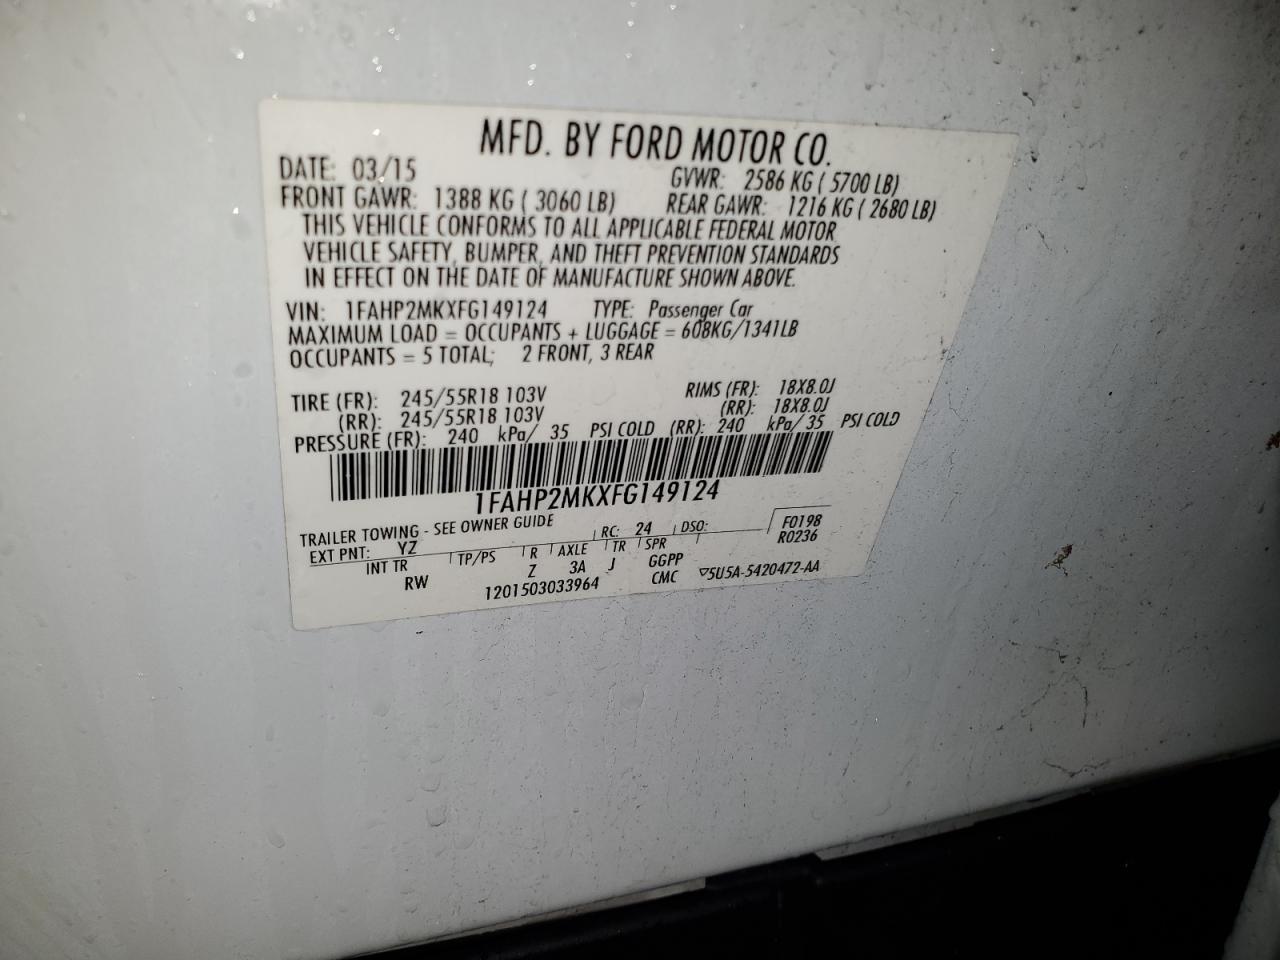 MFD. BY FORD MOTOR CO.
DATE: 03/15 GVWR: 2586 KG ( 5700 LB)
FRONT GAWR: 1388 KG ( 3060 LB) REAR GAWR: 1216 KG ( 2680 LB)
THIS VEHICLE CONFORMS TO ALL APPLICABLE FEDERAL MOTOR
VEHICLE SAFETY, BUMPER, AND THEFT PREVENTION STANDARDS
IN EFFECT ON THE DATE OF MANUFACTURE SHOWN ABOVE.
VIN: 1FAHP2MKXFG149124 TYPE: Passenger Car
MAXIMUM LOAD = OCCUPANTS + LUGGAGE = 608KG/1341LB
OCCUPANTS = 5 TOTAL; 2 FRONT, 3 REAR
TIRE (FR): 245/55R18 103V RIMS (FR): 18X8.0J
(RR): 245/55R18 103V (RR): 18X8.0J
PRESSURE (FR): 240 kPa/ 35 PSI COLD (RR): 240 kPa/ 35 PSI COLD
1FAHP2MKXFG149124
TRAILER TOWING - SEE OWNER GUIDE RC: 24 DSO: F0198
EXT PNT: YZ R0236
INT TR TP/PS R AXLE TR SPR
RW Z 3A J GGPP
1201503033964 CMC ▽5U5A-5420472-AA